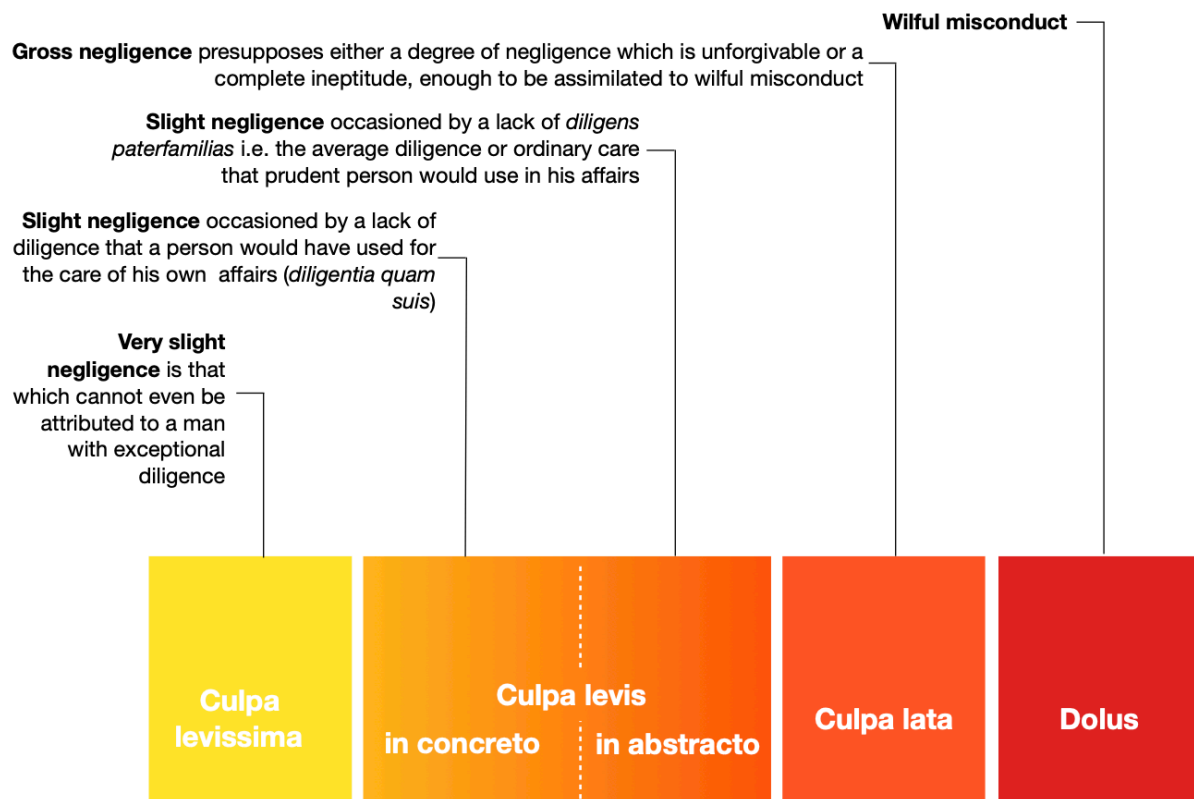 Wilful misconduct
Gross negligence presupposes either a degree of negligence which is unforgivable or a
complete ineptitude, enough to be assimilated to wilful misconduct
Slight negligence occasioned by a lack of diligens
paterfamilias i.e. the average diligence or ordinary care
that prudent person would use in his affairs
Slight negligence occasioned by a lack of
diligence that a person would have used for
the care of his own affairs (diligentia quam
suis)
Very slight
negligence is that
which cannot even be
attributed to a man
with exceptional
diligence
Culpa
levissima
Culpa levis
in concreto
in abstracto
Culpa lata
Dolus